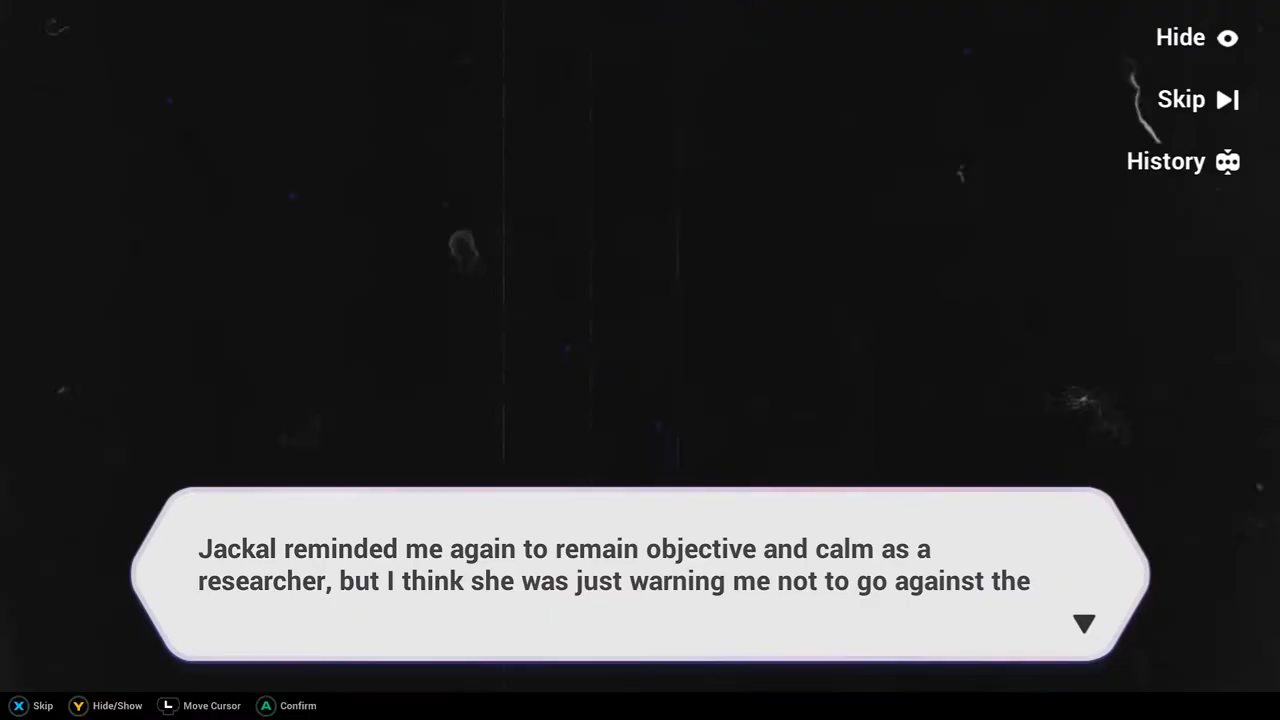 Hide
Skip
History
Jackal reminded me again to remain objective and calm as a
researcher, but I think she was just warning me not to go against the
X Skip Y Hide/Show L Move Cursor A Confirm